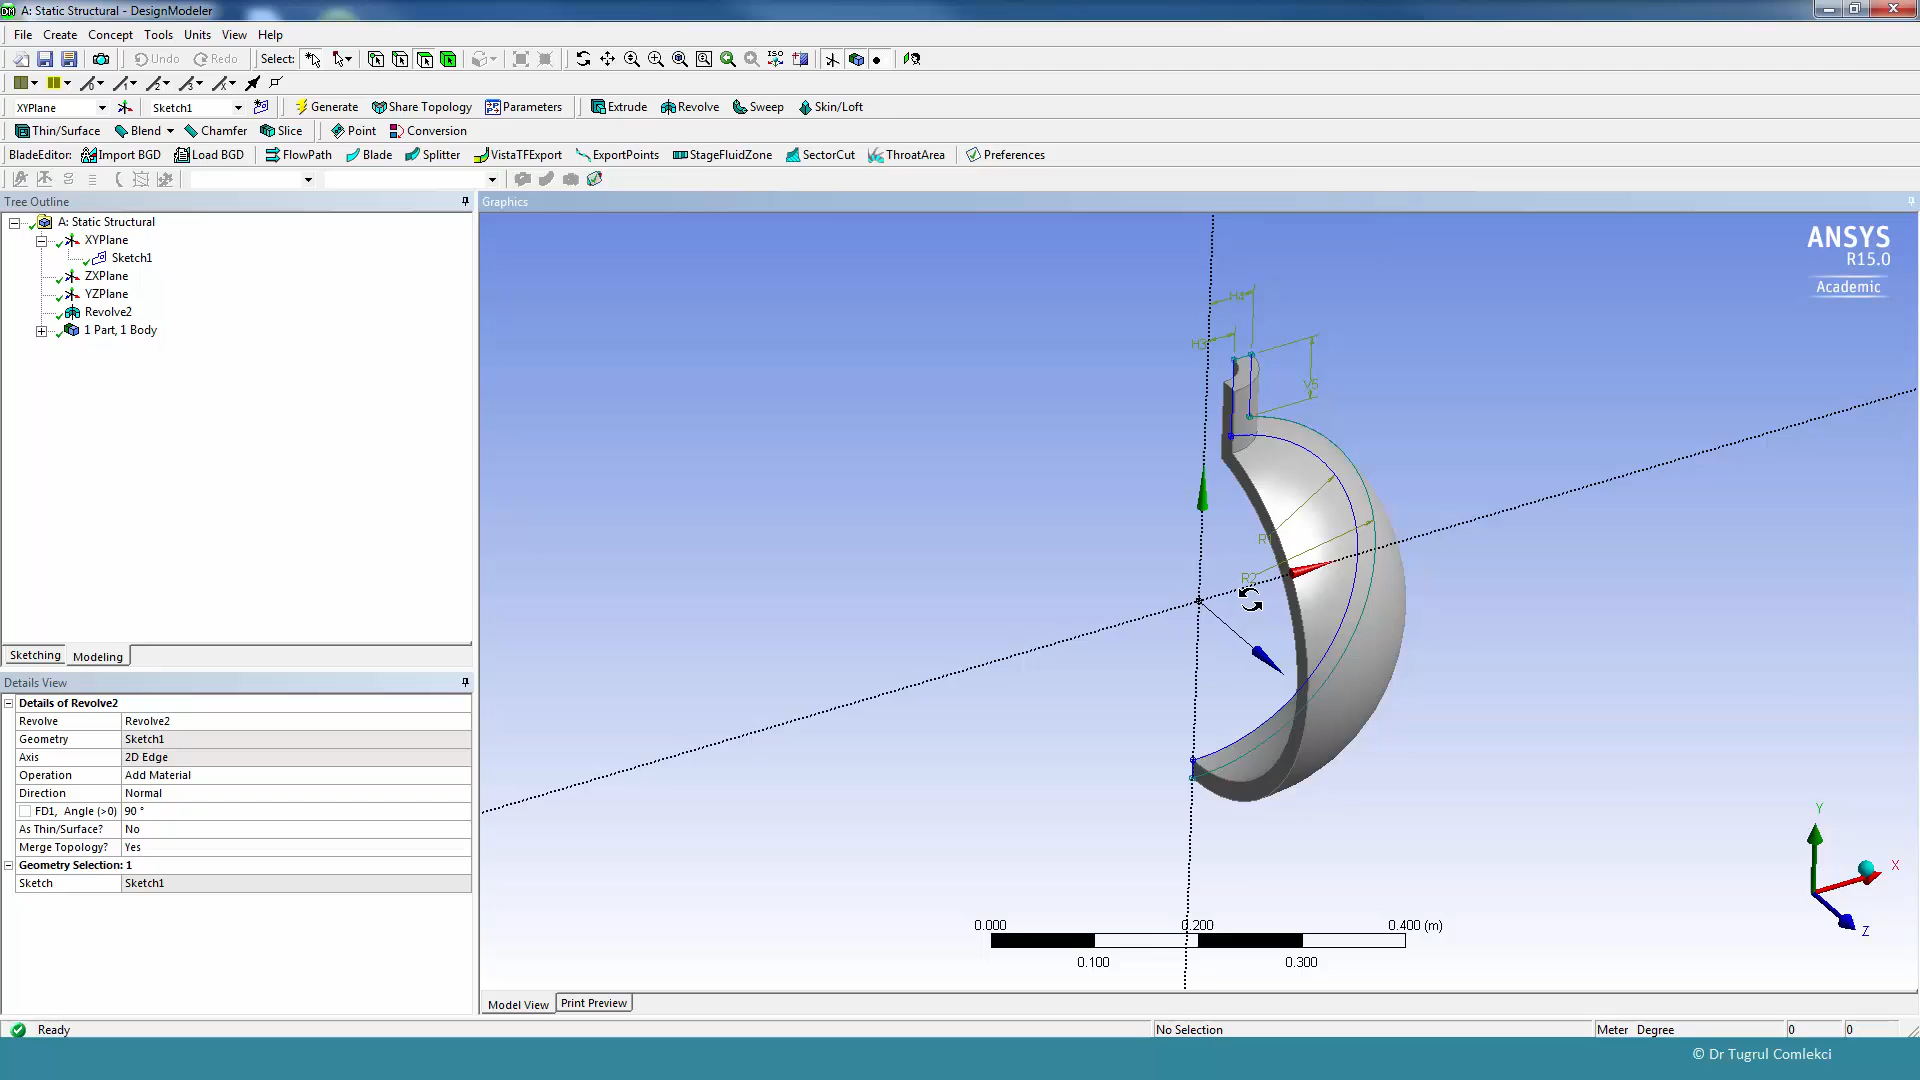 A: Static Structural - DesignModeler
File Create Concept Tools Units View Help
Undo Redo Select: ISO
XYPlane Sketch1 Generate Share Topology Parameters Extrude Revolve Sweep Skin/Loft
Thin/Surface Blend Chamfer Slice Point Conversion
BladeEditor: Import BGD Load BGD FlowPath Blade Splitter VistaTFExport ExportPoints StageFluidZone SectorCut ThroatArea Preferences
Tree Outline
A: Static Structural
XYPlane
Sketch1
ZXPlane
YZPlane
Revolve2
1 Part, 1 Body
Sketching Modeling
Details View
Details of Revolve2
Revolve Revolve2
Geometry Sketch1
Axis 2D Edge
Operation Add Material
Direction Normal
FD1, Angle (>0) 90 °
As Thin/Surface? No
Merge Topology? Yes
Geometry Selection: 1
Sketch Sketch1
Graphics
ANSYS
R15.0
Academic
H4
H3
V5
R1
R2
Y
X
Z
0.000 0.200 0.400 (m)
0.100 0.300
Model View Print Preview
Ready No Selection Meter Degree 0 0
© Dr Tugrul Comlekci